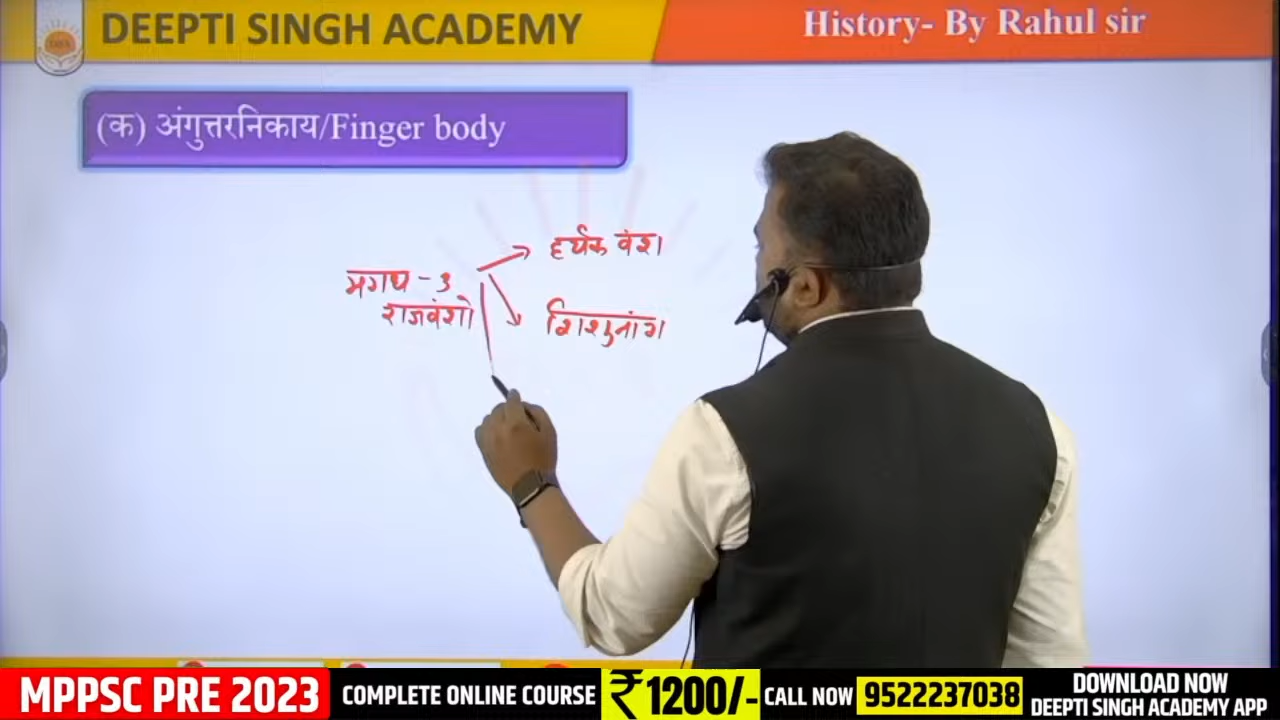 DEEPTI SINGH ACADEMY
History- By Rahul sir
(क) अंगुत्तरनिकाय/Finger body
मगध - 3
राजवंशो
हर्यक वंश
शिशुनांग
MPPSC PRE 2023
COMPLETE ONLINE COURSE
₹1200/-
CALL NOW
9522237038
DOWNLOAD NOW
DEEPTI SINGH ACADEMY APP